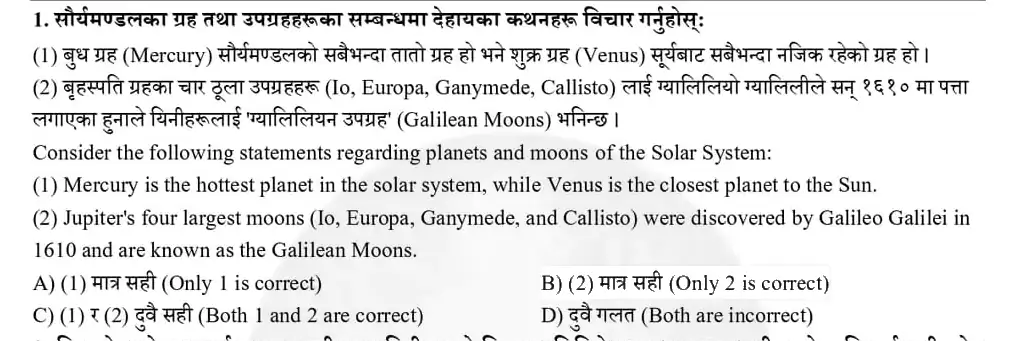 1. सौर्यमण्डलका ग्रह तथा उपग्रहहरूका सम्बन्धमा देहायका कथनहरू विचार गर्नुहोस्:
(1) बुध ग्रह (Mercury) सौर्यमण्डलको सबैभन्दा तातो ग्रह हो भने शुक्र ग्रह (Venus) सूर्यबाट सबैभन्दा नजिक रहेको ग्रह हो।
(2) बृहस्पति ग्रहका चार ठूला उपग्रहहरू (Io, Europa, Ganymede, Callisto) लाई ग्यालिलियो ग्यालिलीले सन् १६१० मा पत्ता
लगाएका हुनाले यिनीहरूलाई 'ग्यालिलियन उपग्रह' (Galilean Moons) भनिन्छ।
Consider the following statements regarding planets and moons of the Solar System:
(1) Mercury is the hottest planet in the solar system, while Venus is the closest planet to the Sun.
(2) Jupiter's four largest moons (Io, Europa, Ganymede, and Callisto) were discovered by Galileo Galilei in
1610 and are known as the Galilean Moons.
A) (1) मात्र सही (Only 1 is correct) B) (2) मात्र सही (Only 2 is correct)
C) (1) र (2) दुवै सही (Both 1 and 2 are correct) D) दुवै गलत (Both are incorrect)